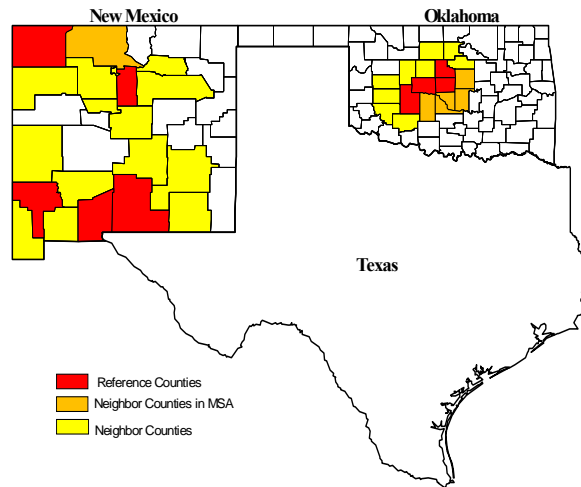 New Mexico
Oklahoma
Texas
Reference Counties
Neighbor Counties in MSA
Neighbor Counties